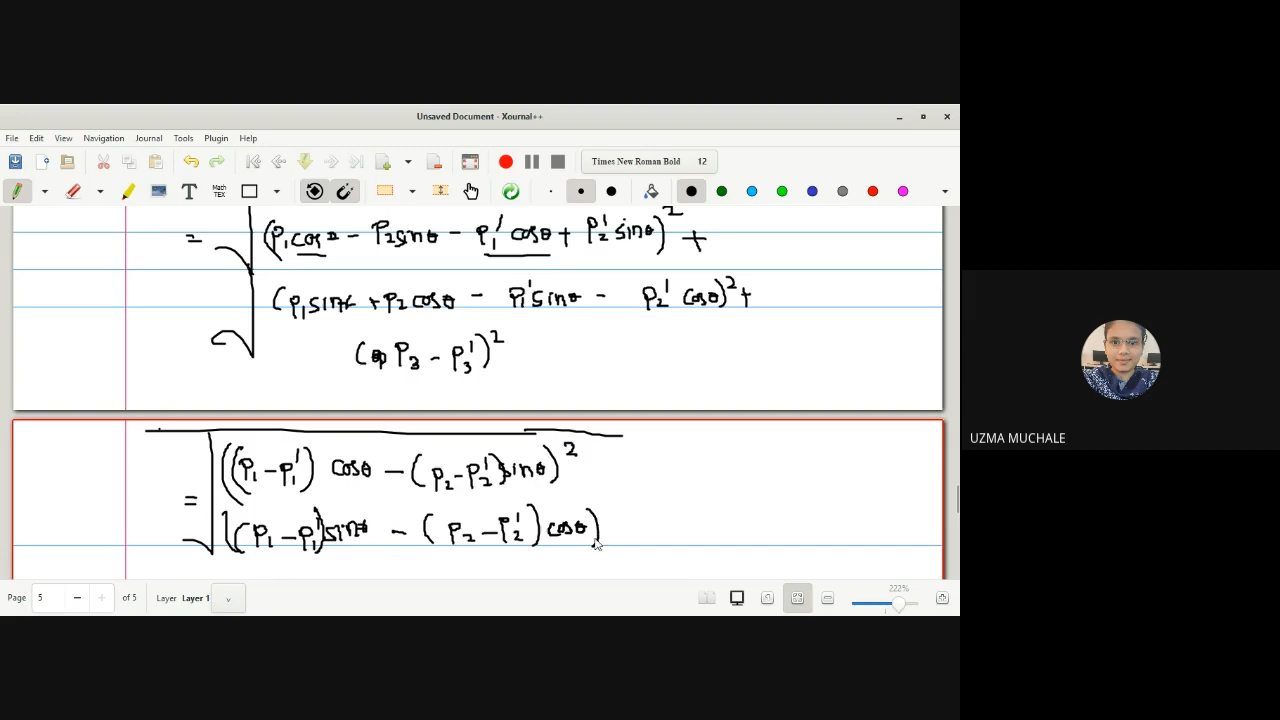 Unsaved Document - Xournal++
File Edit View Navigation Journal Tools Plugin Help
Times New Roman Bold 12
T Math TEX
= √ (P₁cosθ - P₂sinθ - P₁' cosθ + P₂' sinθ)² +
(P₁sinθ + P₂cosθ - P₁'sinθ - P₂' cosθ)² +
(P₃ - P₃')²
= √ ((P₁ - P₁') cosθ - (P₂ - P₂')sinθ)²
((P₁ - P₁')sinθ - (P₂ - P₂') cosθ)
UZMA MUCHALE
Page 5 of 5 Layer Layer 1 222%